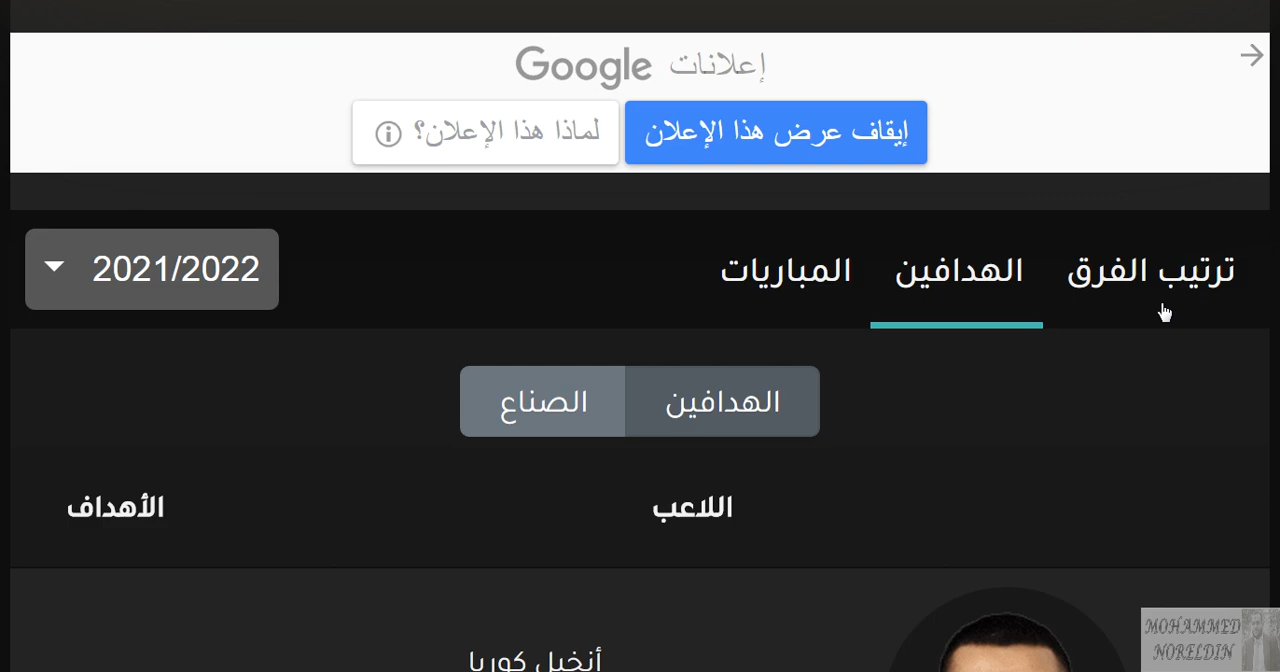 إعلانات Google
إيقاف عرض هذا الإعلان
لماذا هذا الإعلان؟
ترتيب الفرق
الهدافين
المباريات
2021/2022
الهدافين
الصناع
اللاعب
الأهداف
أنخيل كوريا
MOHAMMED
NORELDIN